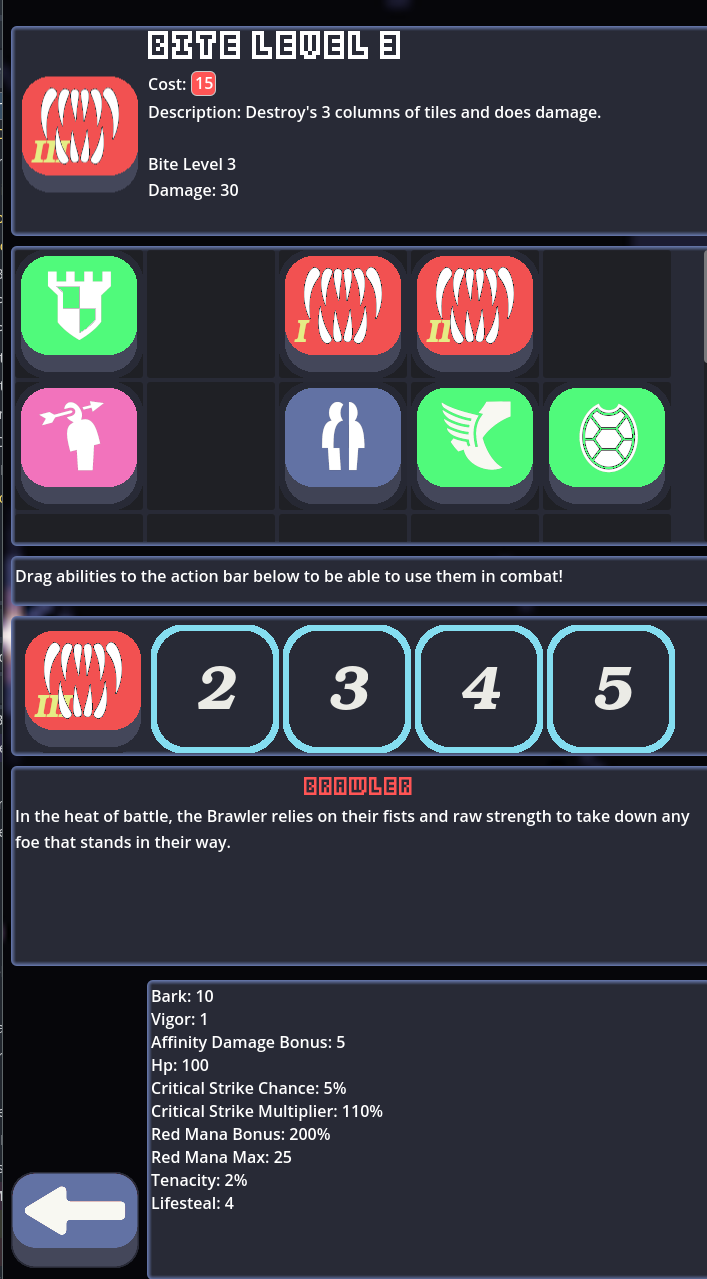 BITE LEVEL 3
Cost: 15
Description: Destroy's 3 columns of tiles and does damage.
Bite Level 3
Damage: 30
III
I
II
Drag abilities to the action bar below to be able to use them in combat!
III
2
3
4
5
BRAWLER
In the heat of battle, the Brawler relies on their fists and raw strength to take down any
foe that stands in their way.
Bark: 10
Vigor: 1
Affinity Damage Bonus: 5
Hp: 100
Critical Strike Chance: 5%
Critical Strike Multiplier: 110%
Red Mana Bonus: 200%
Red Mana Max: 25
Tenacity: 2%
Lifesteal: 4